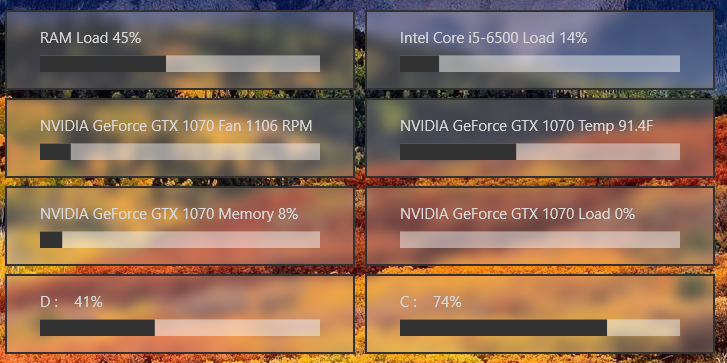 RAM Load 45%
Intel Core i5-6500 Load 14%
NVIDIA GeForce GTX 1070 Fan 1106 RPM
NVIDIA GeForce GTX 1070 Temp 91.4F
NVIDIA GeForce GTX 1070 Memory 8%
NVIDIA GeForce GTX 1070 Load 0%
D : 41%
C : 74%